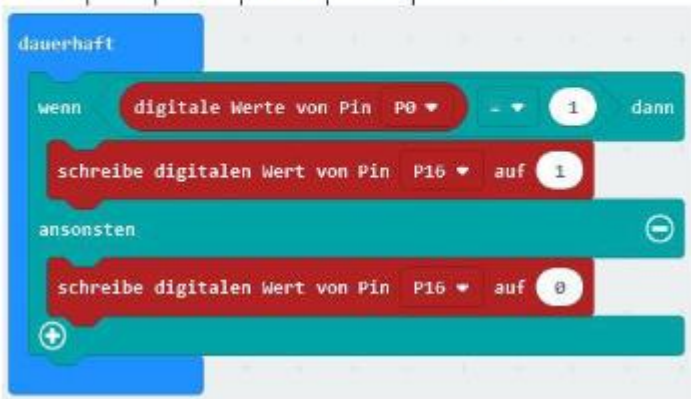 dauerhaft
wenn digitale Werte von Pin P0 = 1 dann
schreibe digitalen Wert von Pin P16 auf 1
ansonsten
schreibe digitalen Wert von Pin P16 auf 0